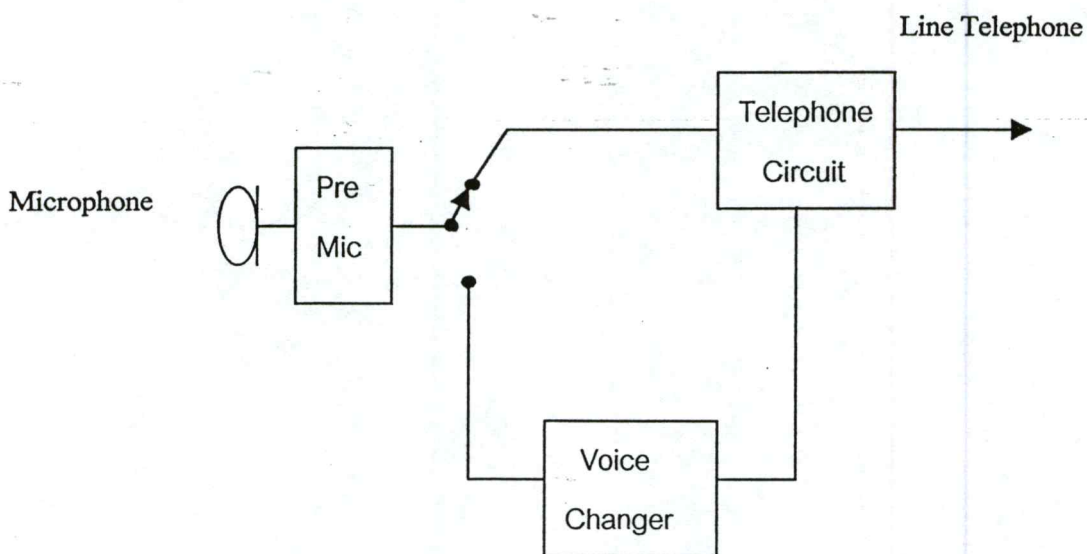 Line Telephone
Telephone
Circuit
Microphone
Pre
Mic
Voice
Changer